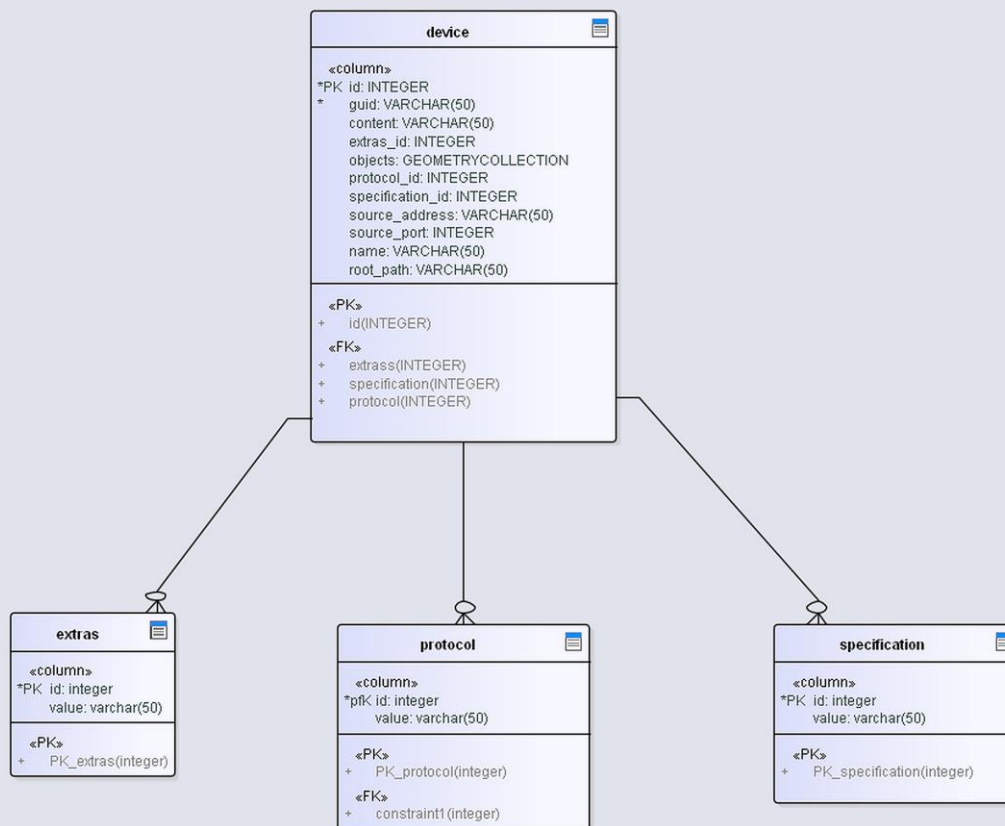 device
«column»
*PK id: INTEGER
* guid: VARCHAR(50)
content: VARCHAR(50)
extras_id: INTEGER
objects: GEOMETRYCOLLECTION
protocol_id: INTEGER
specification_id: INTEGER
source_address: VARCHAR(50)
source_port: INTEGER
name: VARCHAR(50)
root_path: VARCHAR(50)
«PK»
+ id(INTEGER)
«FK»
+ extrass(INTEGER)
+ specification(INTEGER)
+ protocol(INTEGER)
extras
«column»
*PK id: integer
value: varchar(50)
«PK»
+ PK_extras(integer)
protocol
«column»
*pfK id: integer
value: varchar(50)
«PK»
+ PK_protocol(integer)
«FK»
+ constraint1(integer)
specification
«column»
*PK id: integer
value: varchar(50)
«PK»
+ PK_specification(integer)